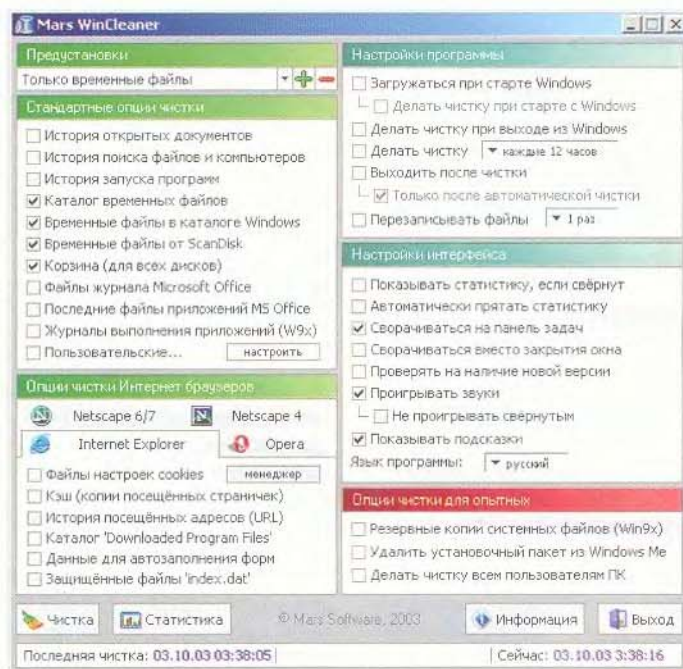 Mars WinCleaner
Предустановки
Только временные файлы
Стандартные опции чистки
История открытых документов
История поиска файлов и компьютеров
История запуска программ
Каталог временных файлов
Временные файлы в каталоге Windows
Временные файлы от ScanDisk
Корзина (для всех дисков)
Файлы журнала Microsoft Office
Последние файлы приложений MS Office
Журналы выполнения приложений (W9x)
Пользовательские... настроить
Опции чистки Интернет браузеров
Netscape 6/7 Netscape 4
Internet Explorer Opera
Файлы настроек cookies менеджер
Кэш (копии посещённых страничек)
История посещённых адресов (URL)
Каталог 'Downloaded Program Files'
Данные для автозаполнения форм
Защищённые файлы 'index.dat'
Настройки программы
Загружаться при старте Windows
Делать чистку при старте с Windows
Делать чистку при выходе из Windows
Делать чистку каждые 12 часов
Выходить после чистки
Только после автоматической чистки
Перезаписывать файлы 1 раз
Настройки интерфейса
Показывать статистику, если свёрнут
Автоматически прятать статистику
Сворачиваться на панель задач
Сворачиваться вместо закрытия окна
Проверять на наличие новой версии
Проигрывать звуки
Не проигрывать свёрнутым
Показывать подсказки
Язык программы: русский
Опции чистки для опытных
Резервные копии системных файлов (Win9x)
Удалить установочный пакет из Windows Me
Делать чистку всем пользователям ПК
Чистка Статистика © Mars Software, 2003 Информация Выход
Последняя чистка: 03.10.03 03:38:05 Сейчас: 03.10.03 3:38:16